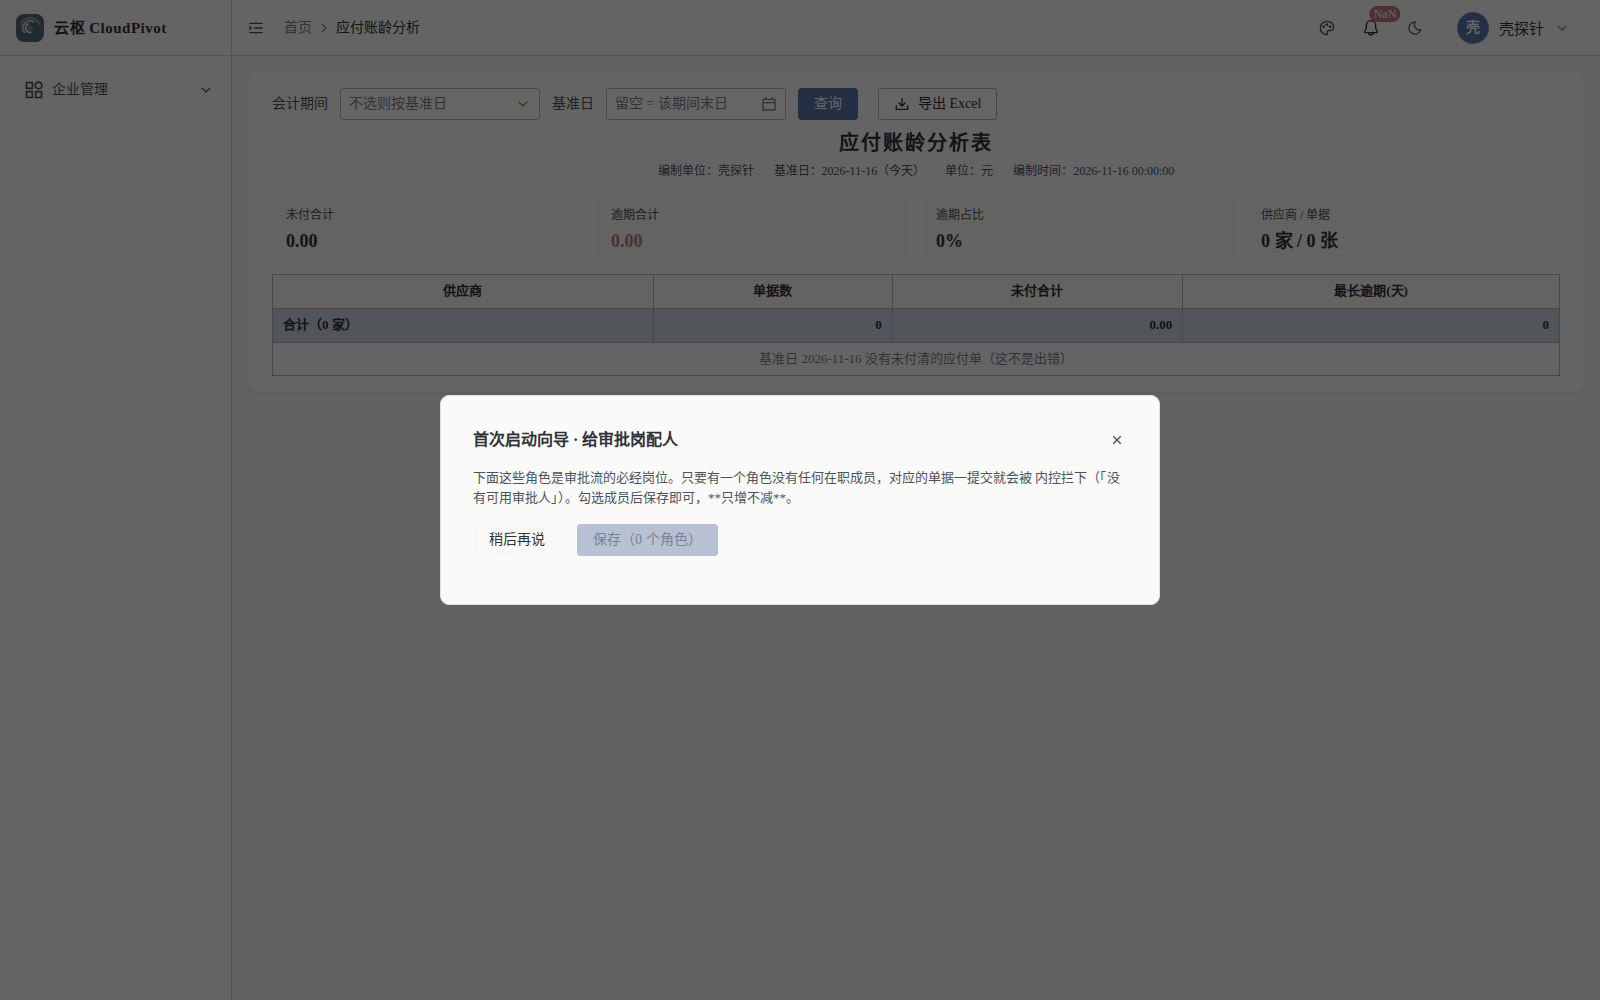 云枢 CloudPivot
首页 > 应付账龄分析
NaN
壳 壳探针
企业管理
会计期间 不选则按基准日 基准日 留空 = 该期间末日 查询 导出 Excel
应付账龄分析表
编制单位：壳探针 基准日：2026-11-16（今天） 单位：元 编制时间：2026-11-16 00:00:00
未付合计 逾期合计 逾期占比 供应商 / 单据
0.00 0.00 0% 0 家 / 0 张
供应商 单据数 未付合计 最长逾期(天)
合计（0 家） 0 0.00 0
基准日 2026-11-16 没有未付清的应付单（这不是出错）
首次启动向导 · 给审批岗配人
下面这些角色是审批流的必经岗位。只要有一个角色没有任何在职成员，对应的单据一提交就会被 内控拦下（「没
有可用审批人」）。勾选成员后保存即可，**只增不减**。
稍后再说 保存（0 个角色）